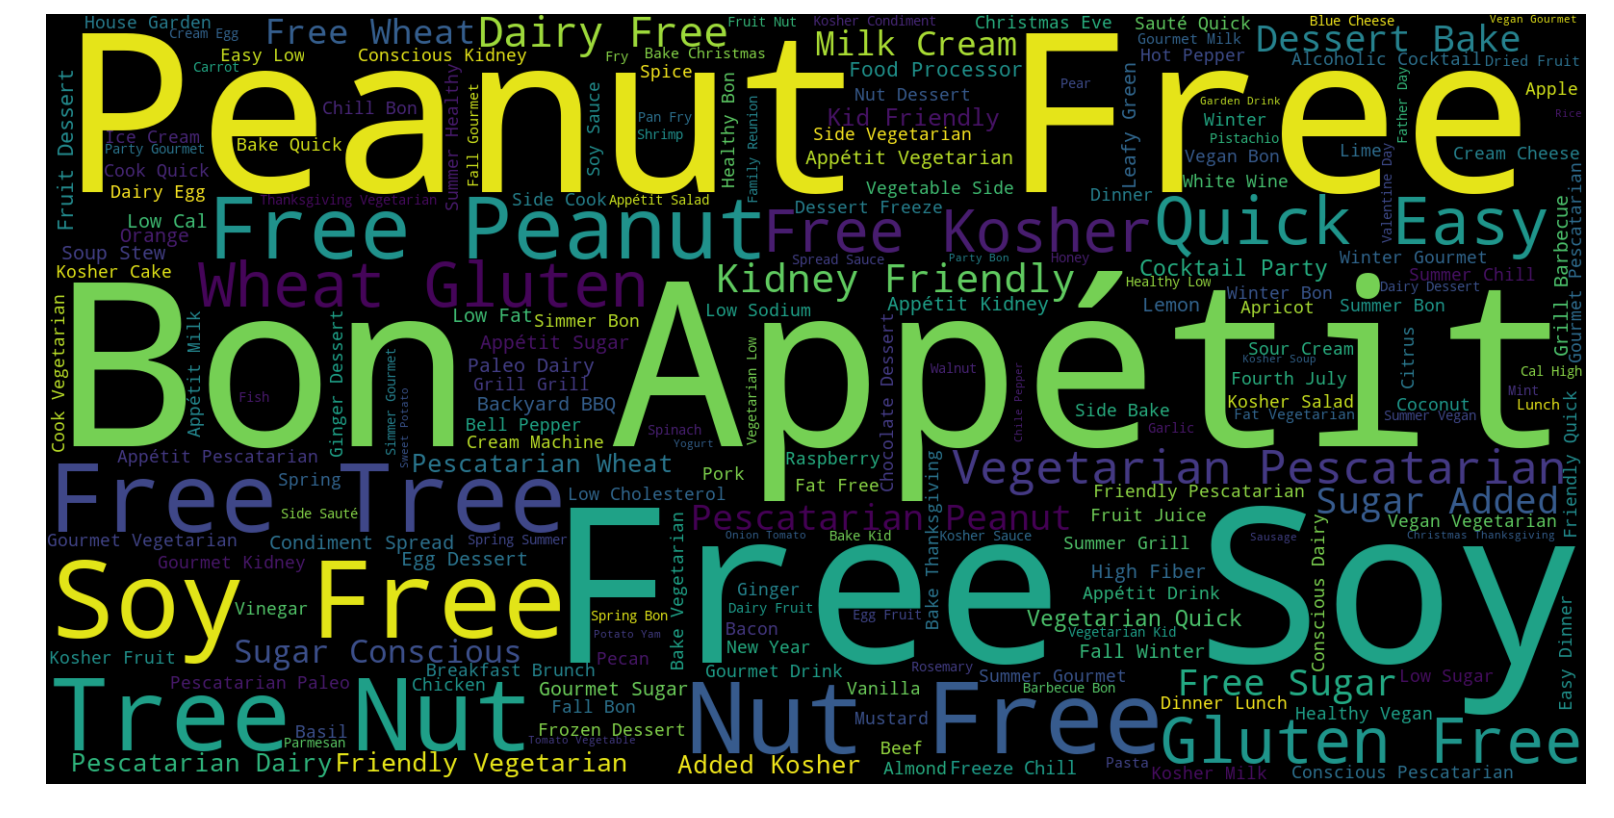 House Garden
Cream Egg
Free Wheat
Dairy Free
Fruit Nut
Kosher Condiment
Christmas Eve
Sauté Quick
Blue Cheese
Vegan Gourmet
Easy Low
Conscious Kidney
Fry
Bake Christmas
Milk Cream
Gourmet Milk
Dessert Bake
Carrot
Spice
Food Processor
Hot Pepper
Alcoholic Cocktail
Dried Fruit
Peanut Free
Fruit Dessert
Chill Bon
Summer Healthy
Fall Gourmet
Soy Sauce
Pan Fry
Healthy Bon
Nut Dessert
Pear
Leafy Green
Garden Drink
Father Day
Apple
Ice Cream
Party Gourmet
Bake Quick
Shrimp
Family Reunion
Kid Friendly
Side Vegetarian
Winter
Pistachio
Rice
Cook Quick
Appétit Vegetarian
Vegan Bon
Lime
Cream Cheese
Dairy Egg
Thanksgiving Vegetarian
Side Cook
Appétit Salad
Vegetable Side
Dinner
White Wine
Valentine Day
Low Cal
Dessert Freeze
Orange
Free Peanut
Free Kosher
Quick Easy
Soup Stew
Spread Sauce
Party Bon
Honey
Winter Gourmet
Grill Barbecue
Gourmet Pescatarian
Kosher Cake
Wheat Gluten
Kidney Friendly
Cocktail Party
Summer Chill
Healthy Low
Dairy Dessert
Low Fat
Simmer Bon
Low Sodium
Appétit Kidney
Lemon
Winter Bon
Apricot
Summer Bon
Bon Appétit
Cook Vegetarian
Appétit Milk
Ginger Dessert
Simmer Gourmet
Sweet Potato
Appétit Sugar
Paleo Dairy
Vegetarian Low
Chocolate Dessert
Walnut
Chile Pepper
Sour Cream
Kosher Soup
Citrus
Cal High
Fish
Grill Grill
Fourth July
Mint
Backyard BBQ
Side Bake
Kosher Salad
Coconut
Lunch
Bell Pepper
Spinach
Garlic
Fat Vegetarian
Summer Vegan
Cream Machine
Yogurt
Appétit Pescatarian
Pescatarian Wheat
Pork
Raspberry
Vegetarian Pescatarian
Friendly Quick
Free Tree
Spring
Low Cholesterol
Fat Free
Bake Thanksgiving
Friendly Pescatarian
Sugar Added
Side Sauté
Pescatarian Peanut
Fruit Juice
Vegan Vegetarian
Gourmet Vegetarian
Condiment Spread
Spring Summer
Onion Tomato
Bake Kid
Kosher Sauce
Summer Grill
Sausage
Christmas Thanksgiving
Gourmet Kidney
Egg Dessert
Free Soy
High Fiber
Conscious Dairy
Soy Free
Vinegar
Bake Vegetarian
Ginger
Dairy Fruit
Egg Fruit
Appétit Drink
Spring Bon
Bacon
Vegetarian Quick
Potato Yam
New Year
Vegetarian Kid
Easy Dinner
Kosher Fruit
Sugar Conscious
Pecan
Fall Winter
Breakfast Brunch
Gourmet Drink
Rosemary
Summer Gourmet
Pescatarian Paleo
Chicken
Gourmet Sugar
Vanilla
Barbecue Bon
Free Sugar
Low Sugar
Tree Nut
Fall Bon
Nut Free
Dinner Lunch
Basil
Frozen Dessert
Mustard
Healthy Vegan
Parmesan
Tomato Vegetable
Beef
Gluten Free
Pescatarian Dairy
Friendly Vegetarian
Added Kosher
Almond
Freeze Chill
Pasta
Kosher Milk
Conscious Pescatarian